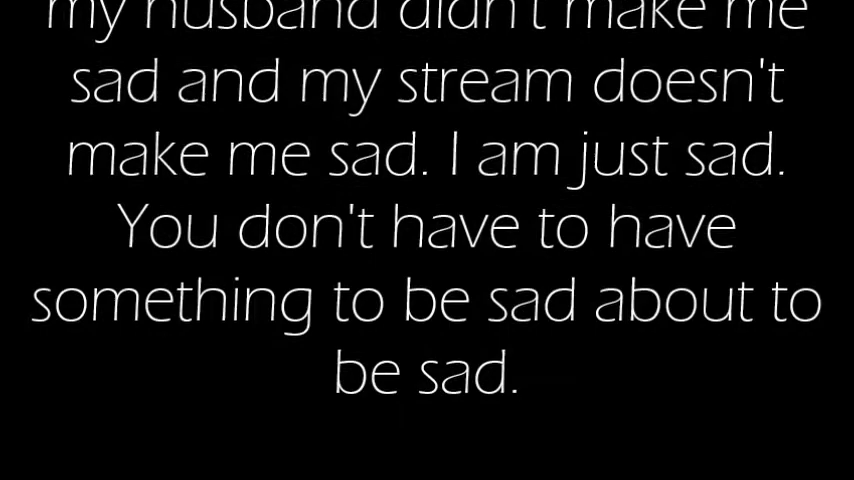 my husband didn't make me
sad and my stream doesn't
make me sad. I am just sad.
You don't have to have
something to be sad about to
be sad.